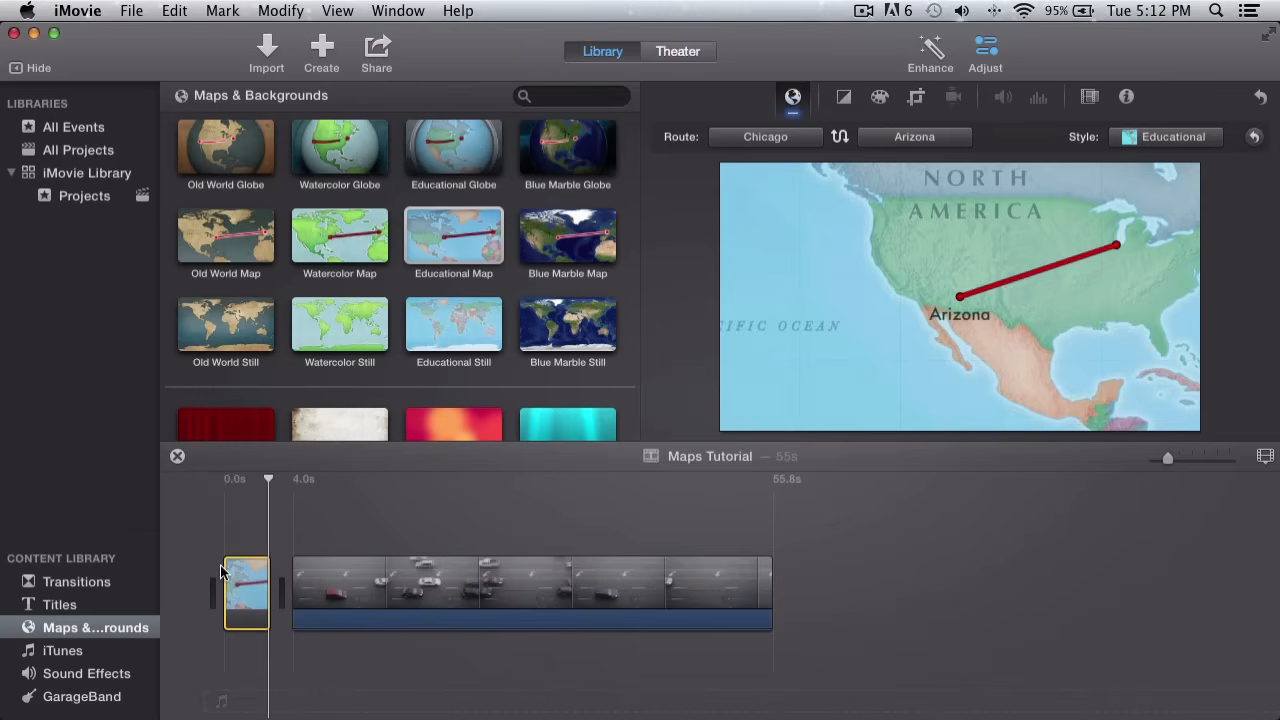 iMovie File Edit Mark Modify View Window Help 6 95% Tue 5:12 PM
Hide Import Create Share Library Theater Enhance Adjust
LIBRARIES
All Events
All Projects
iMovie Library
Projects
Maps & Backgrounds
Old World Globe Watercolor Globe Educational Globe Blue Marble Globe
Old World Map Watercolor Map Educational Map Blue Marble Map
Old World Still Watercolor Still Educational Still Blue Marble Still
Route: Chicago Arizona Style: Educational
NORTH
AMERICA
Arizona
IFIC OCEAN
Maps Tutorial — 55s
0.0s 4.0s 55.8s
CONTENT LIBRARY
Transitions
Titles
Maps &...rounds
iTunes
Sound Effects
GarageBand